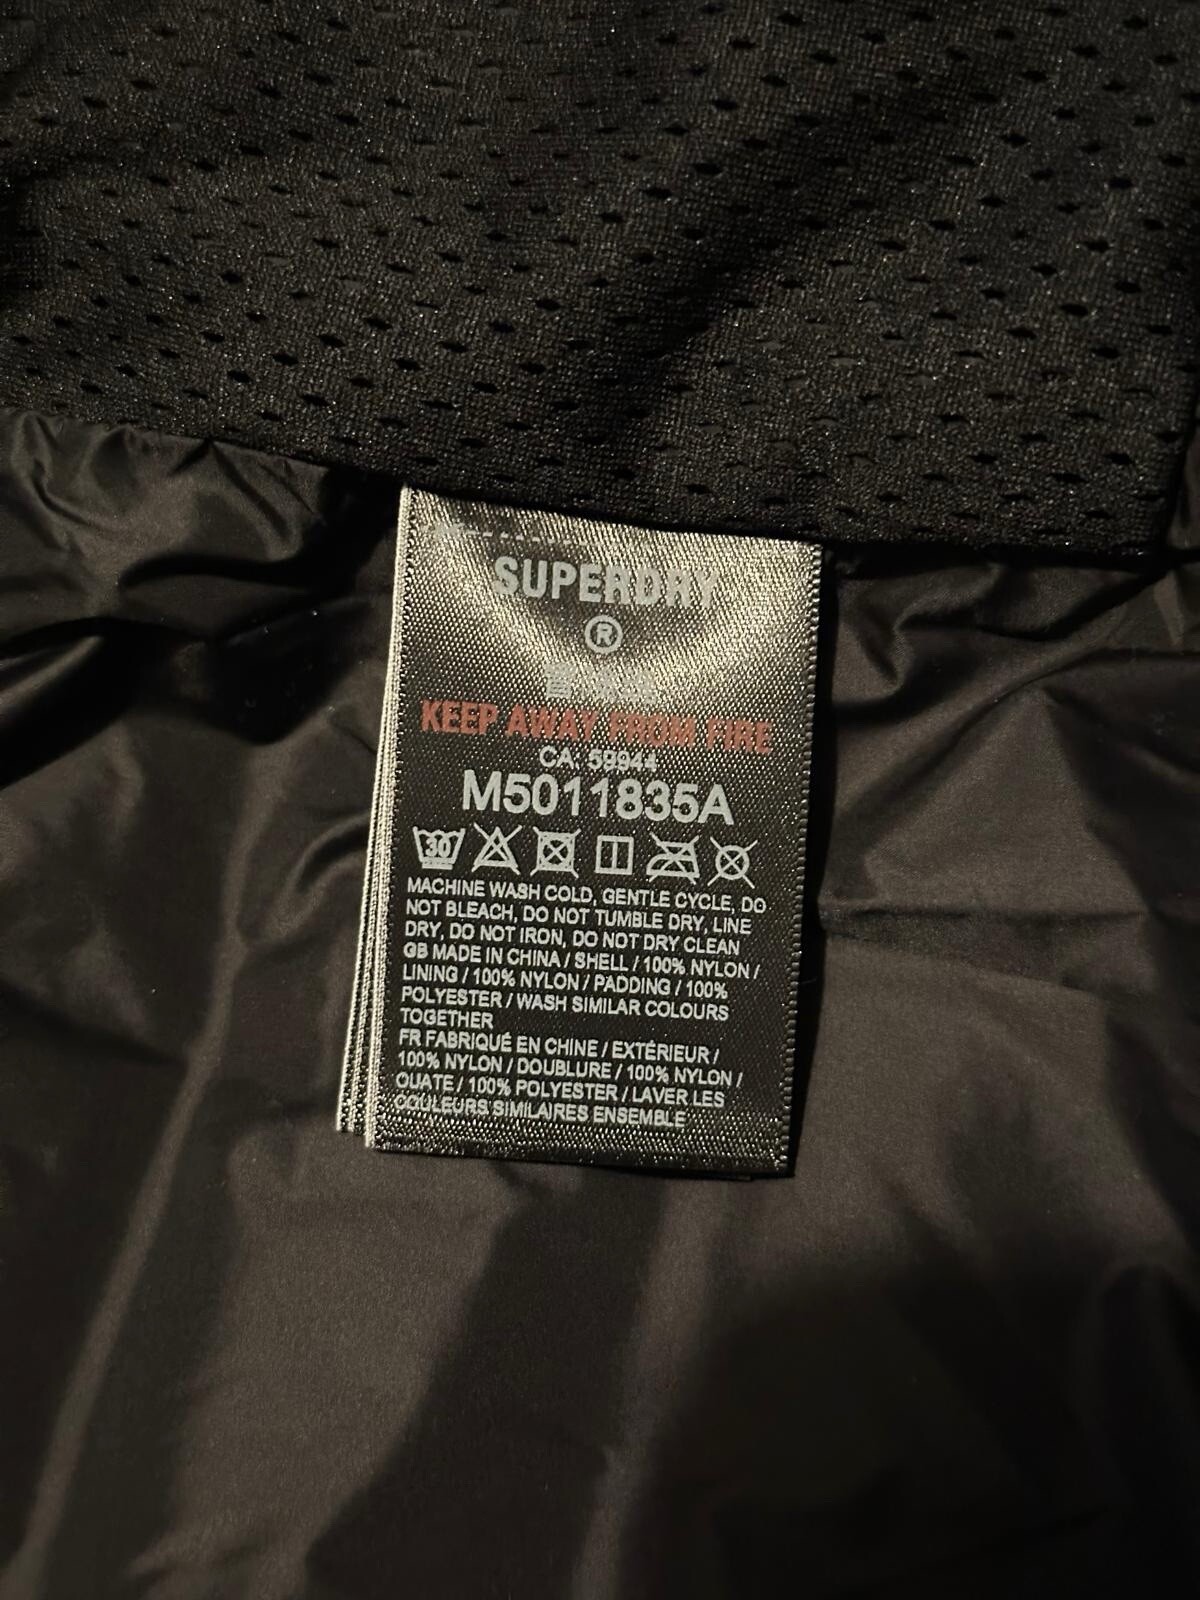 SUPERDRY
®
KEEP AWAY FROM FIRE
CA: 59944
M5011835A
30
MACHINE WASH COLD, GENTLE CYCLE, DO
NOT BLEACH, DO NOT TUMBLE DRY, LINE
DRY, DO NOT IRON, DO NOT DRY CLEAN
GB MADE IN CHINA / SHELL / 100% NYLON /
LINING / 100% NYLON / PADDING / 100%
POLYESTER / WASH SIMILAR COLOURS
TOGETHER
FR FABRIQUÉ EN CHINE / EXTÉRIEUR /
100% NYLON / DOUBLURE / 100% NYLON /
OUATE / 100% POLYESTER / LAVER LES
COULEURS SIMILAIRES ENSEMBLE